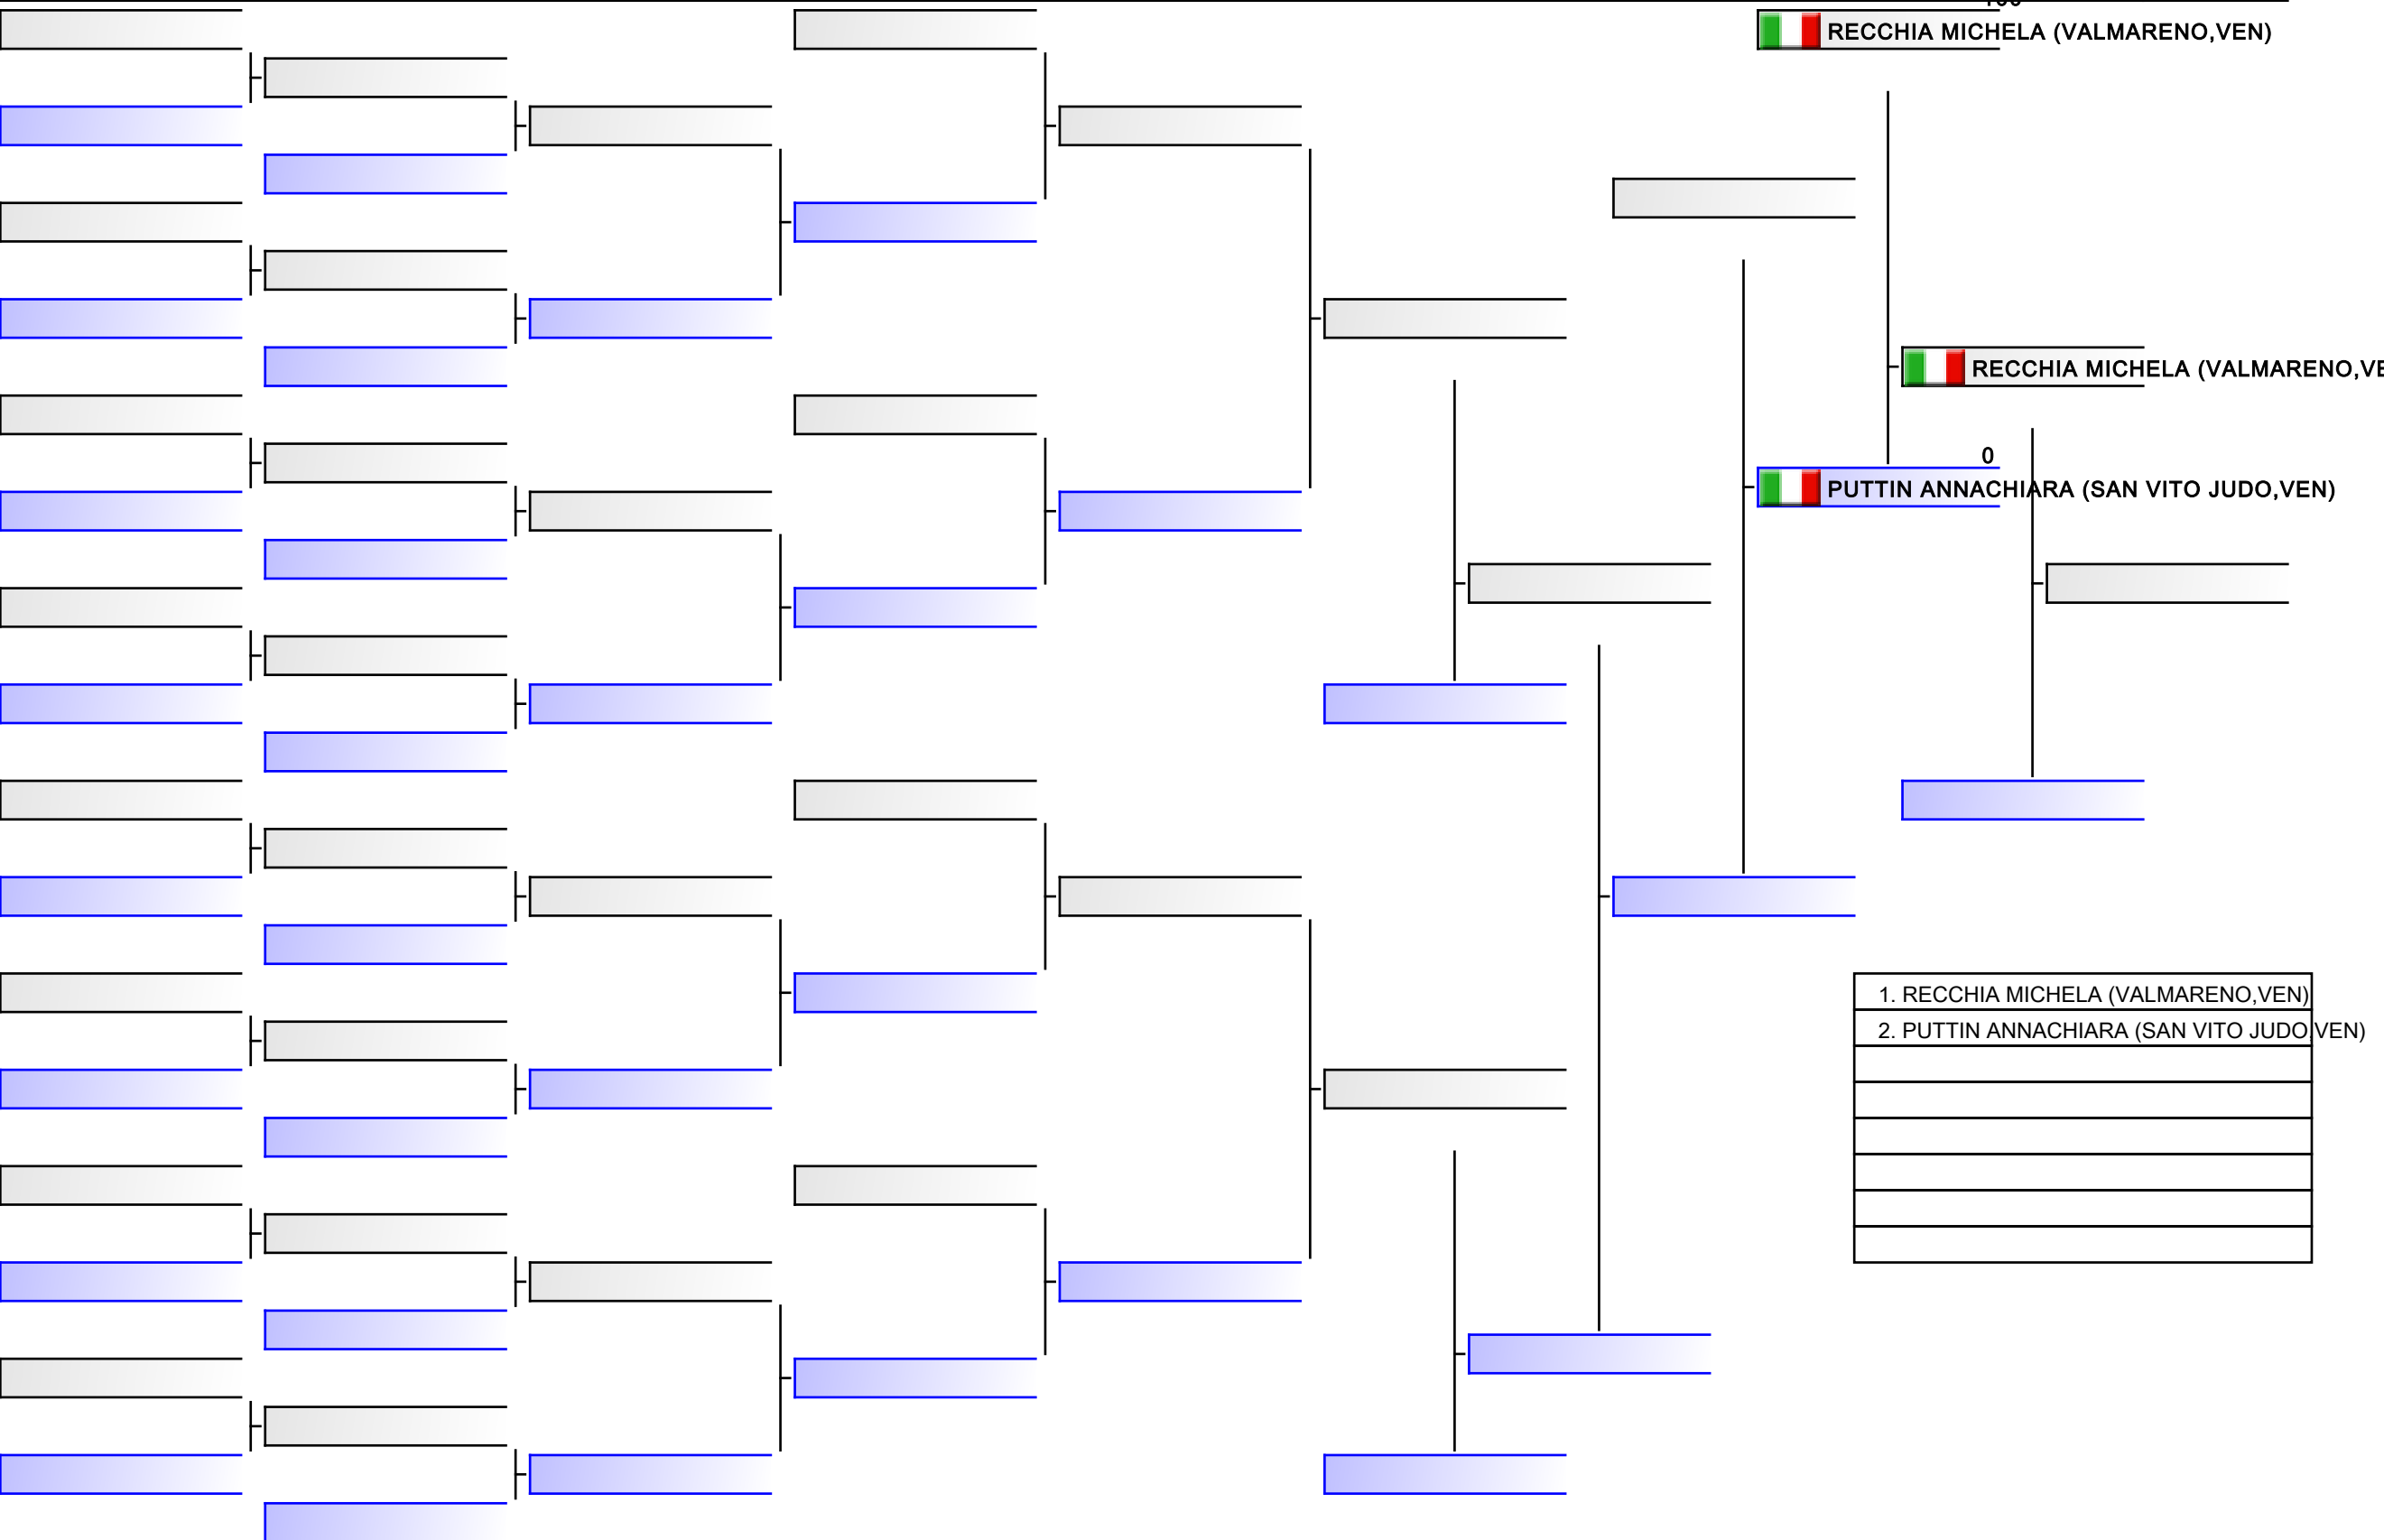 RECCHIA MICHELA (VALMARENO,VEN)
RECCHIA MICHELA (VALMARENO,VE
0
PUTTIN ANNACHIARA (SAN VITO JUDO,VEN)
1. RECCHIA MICHELA (VALMARENO,VEN)
2. PUTTIN ANNACHIARA (SAN VITO JUDO,VEN)